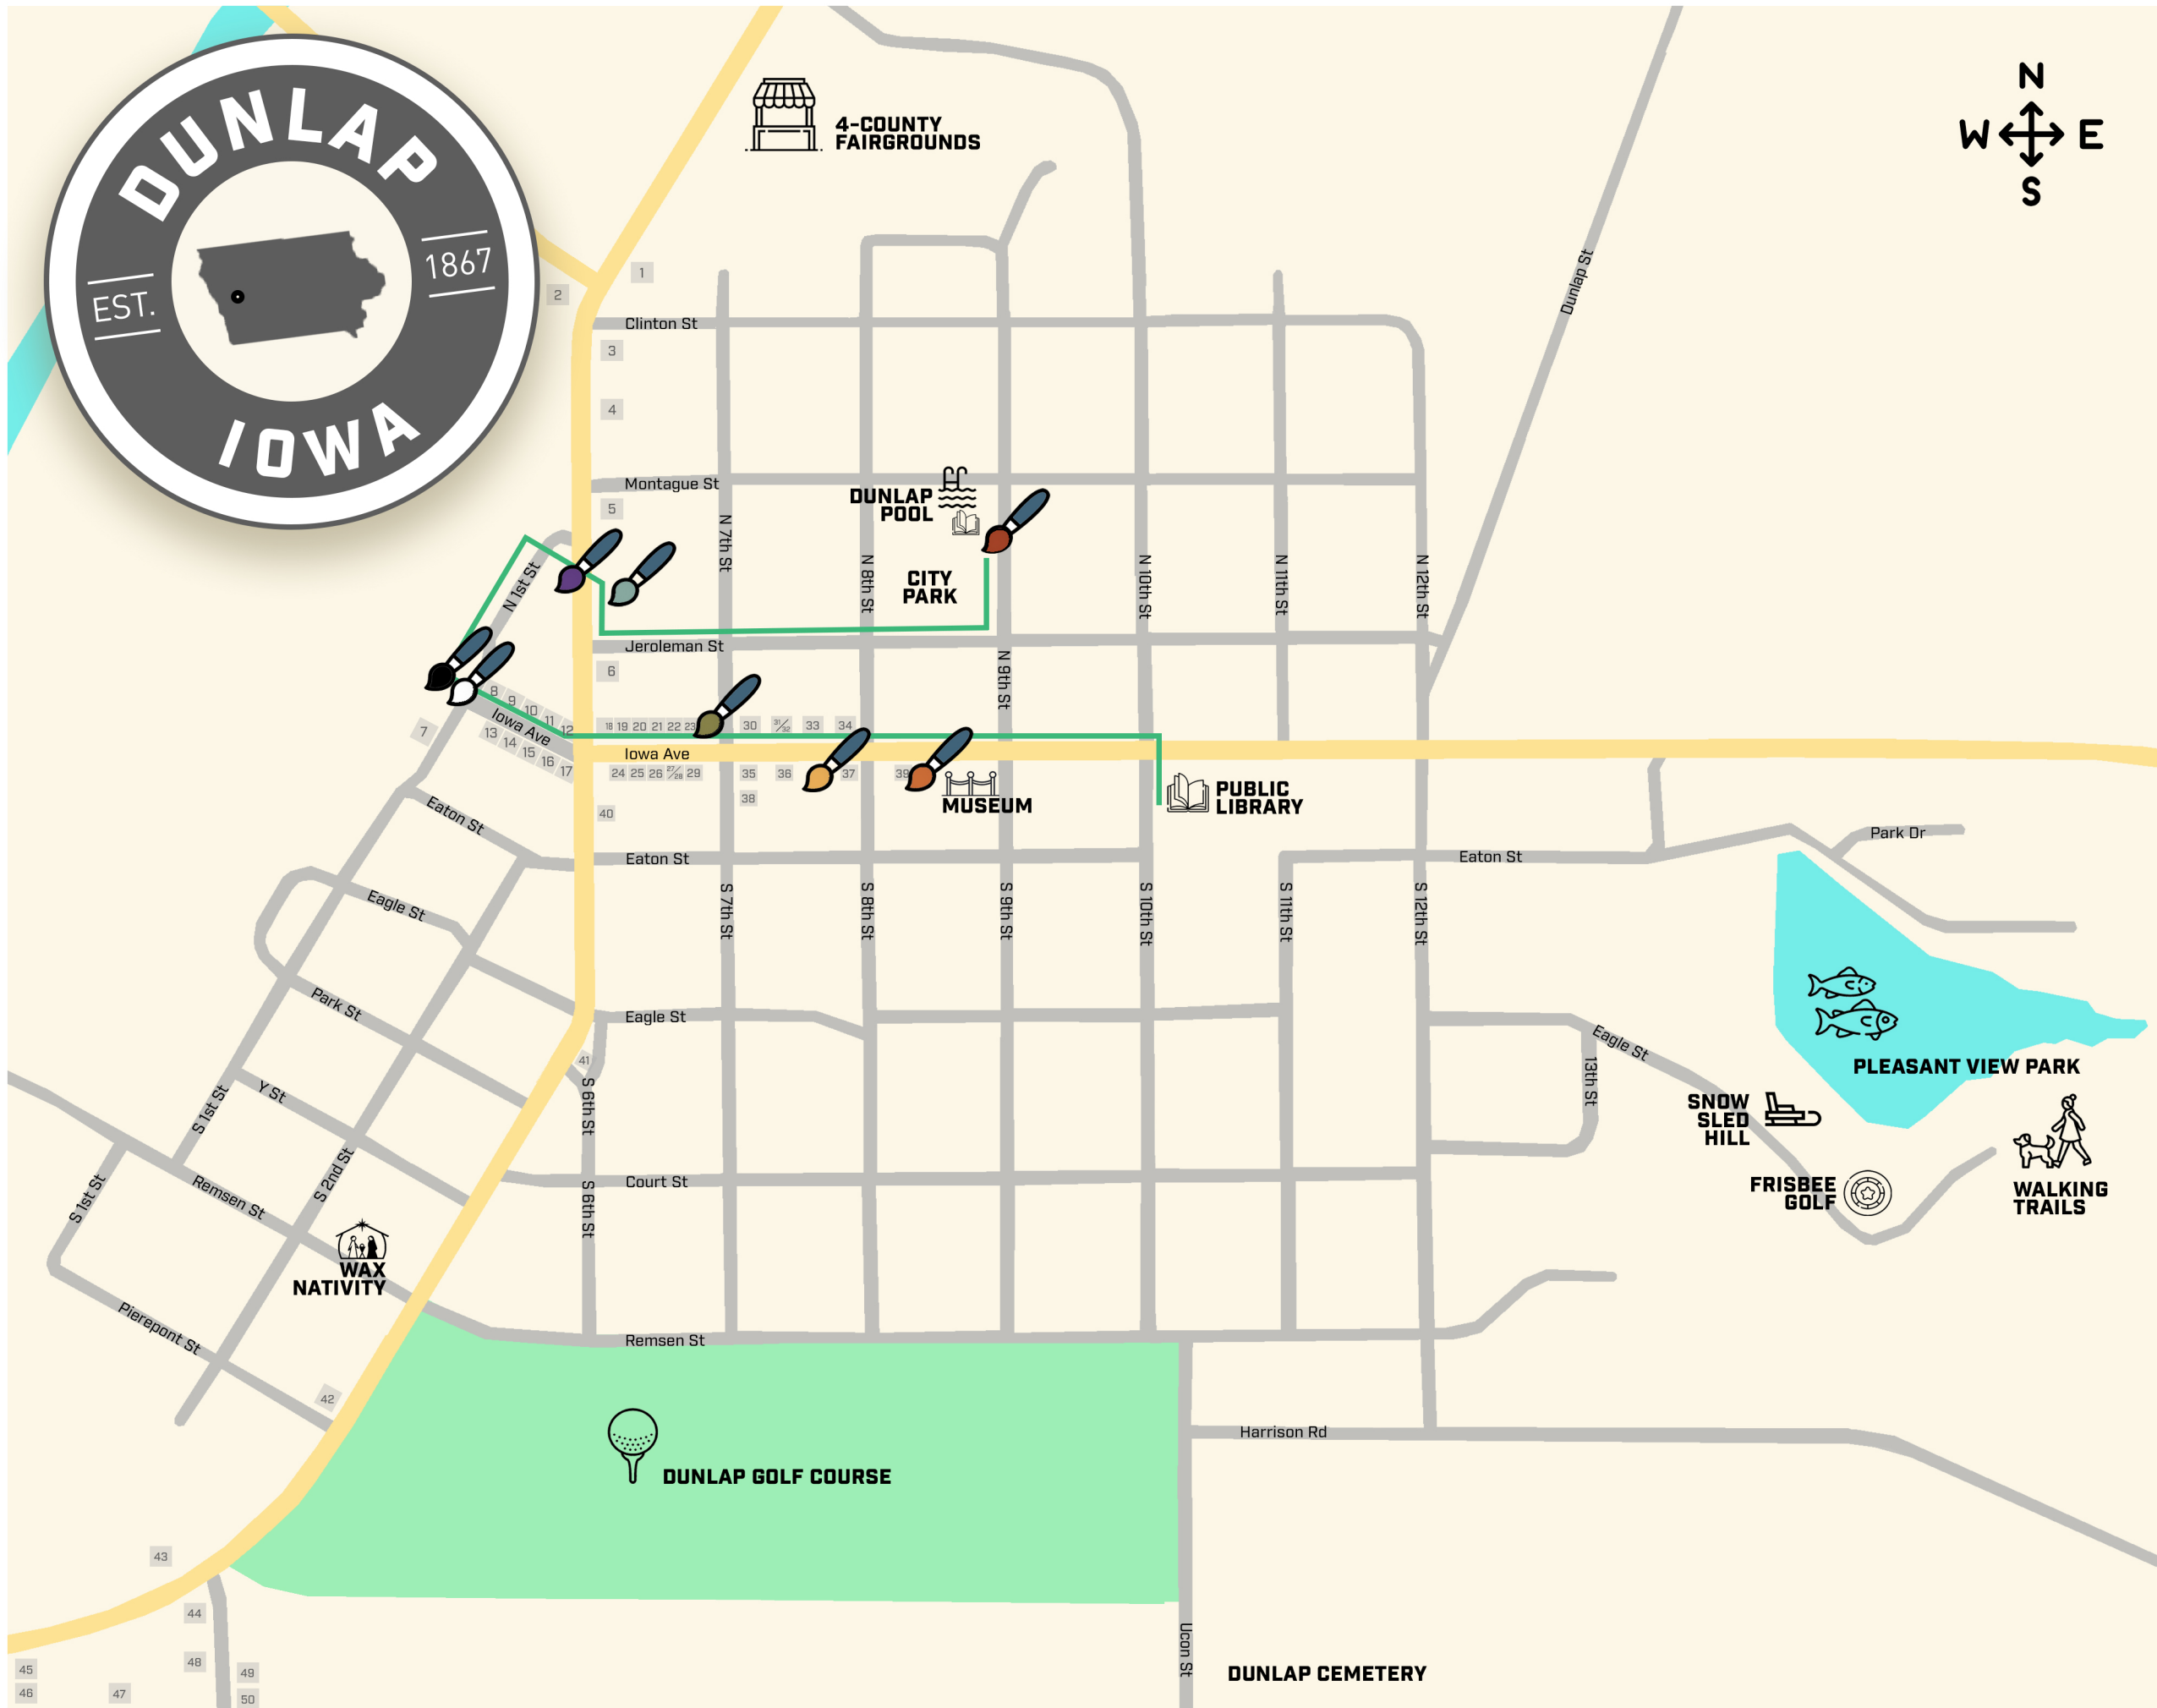 DUNLAP
EST.
1867
IOWA
N
W
E
S
4-COUNTY
FAIRGROUNDS
1
2
Clinton St
3
4
Dunlap St
Montague St
5
DUNLAP
POOL
CITY
PARK
N 1st St
N 7th St
N 8th St
N 10th St
N 11th St
N 12th St
Jeroleman St
6
N 9th St
7
8
9
10
11
12
Iowa Ave
13
14
15
16
17
18
19
20
21
22
23
30
31/32
33
34
Iowa Ave
24
25
26
27/28
29
35
36
37
39
38
40
MUSEUM
PUBLIC
LIBRARY
Eaton St
Eaton St
Eaton St
Park Dr
Eagle St
S 7th St
S 8th St
S 9th St
S 10th St
S 11th St
S 12th St
Park St
Eagle St
Eagle St
41
13th St
PLEASANT VIEW PARK
SNOW
SLED
HILL
FRISBEE
GOLF
WALKING
TRAILS
Y St
S 1st St
S 6th St
S 1st St
Remsen St
S 2nd St
Court St
S 6th St
WAX
NATIVITY
Pierepont St
Remsen St
42
Harrison Rd
DUNLAP GOLF COURSE
43
44
45
46
47
48
49
50
Ucon St
DUNLAP CEMETERY